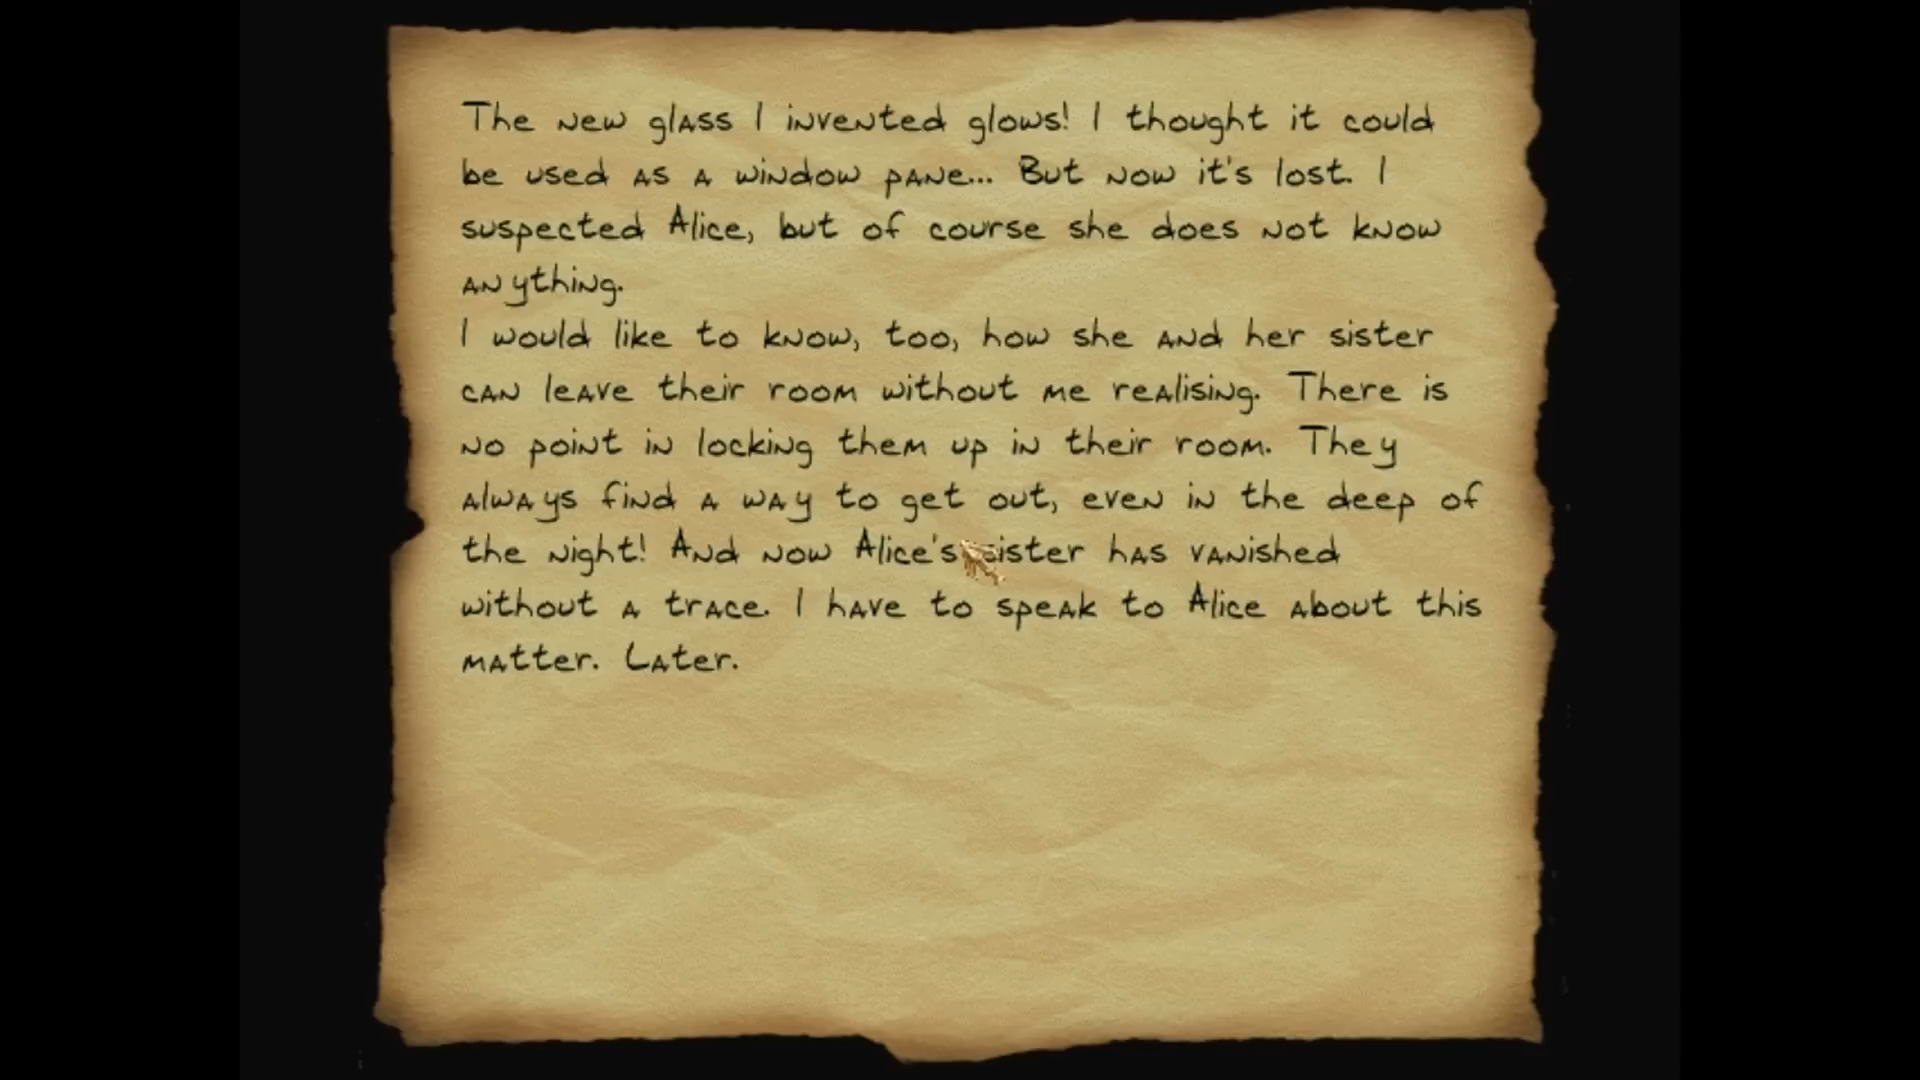 The new glass I invented glows! I thought it could
be used as a window pane... But now it's lost. I
suspected Alice, but of course she does not know
anything.
I would like to know, too, how she and her sister
can leave their room without me realising. There is
no point in locking them up in their room. They
always find a way to get out, even in the deep of
the night! And now Alice's sister has vanished
without a trace. I have to speak to Alice about this
matter. Later.